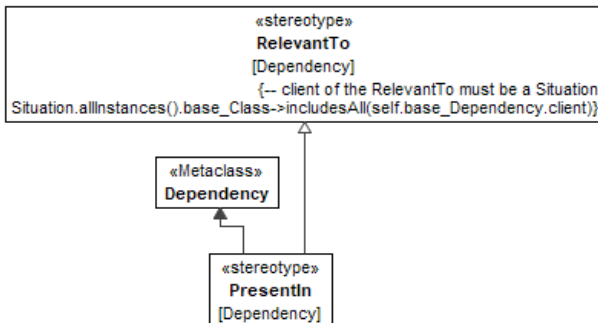 «stereotype»
RelevantTo
[Dependency]
{-- client of the RelevantTo must be a Situation
Situation.allInstances().base_Class->includesAll(self.base_Dependency.client)}
«Metaclass»
Dependency
«stereotype»
PresentIn
[Dependency]